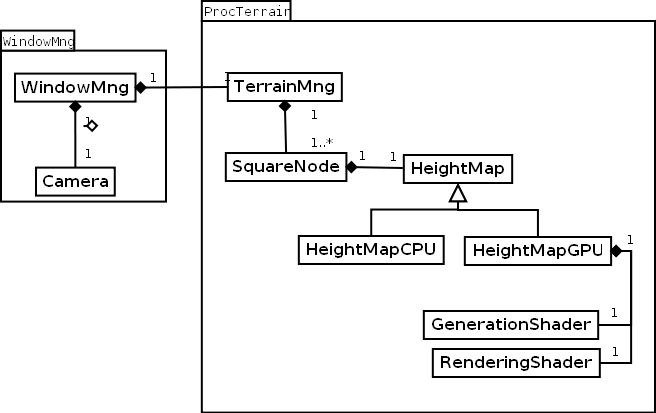 ProcTerrain
WindowMng
WindowMng
1
1
TerrainMng
1
1
1..*
1
Camera
SquareNode
1
1
HeightMap
HeightMapCPU
HeightMapGPU
1
GenerationShader
1
RenderingShader
1